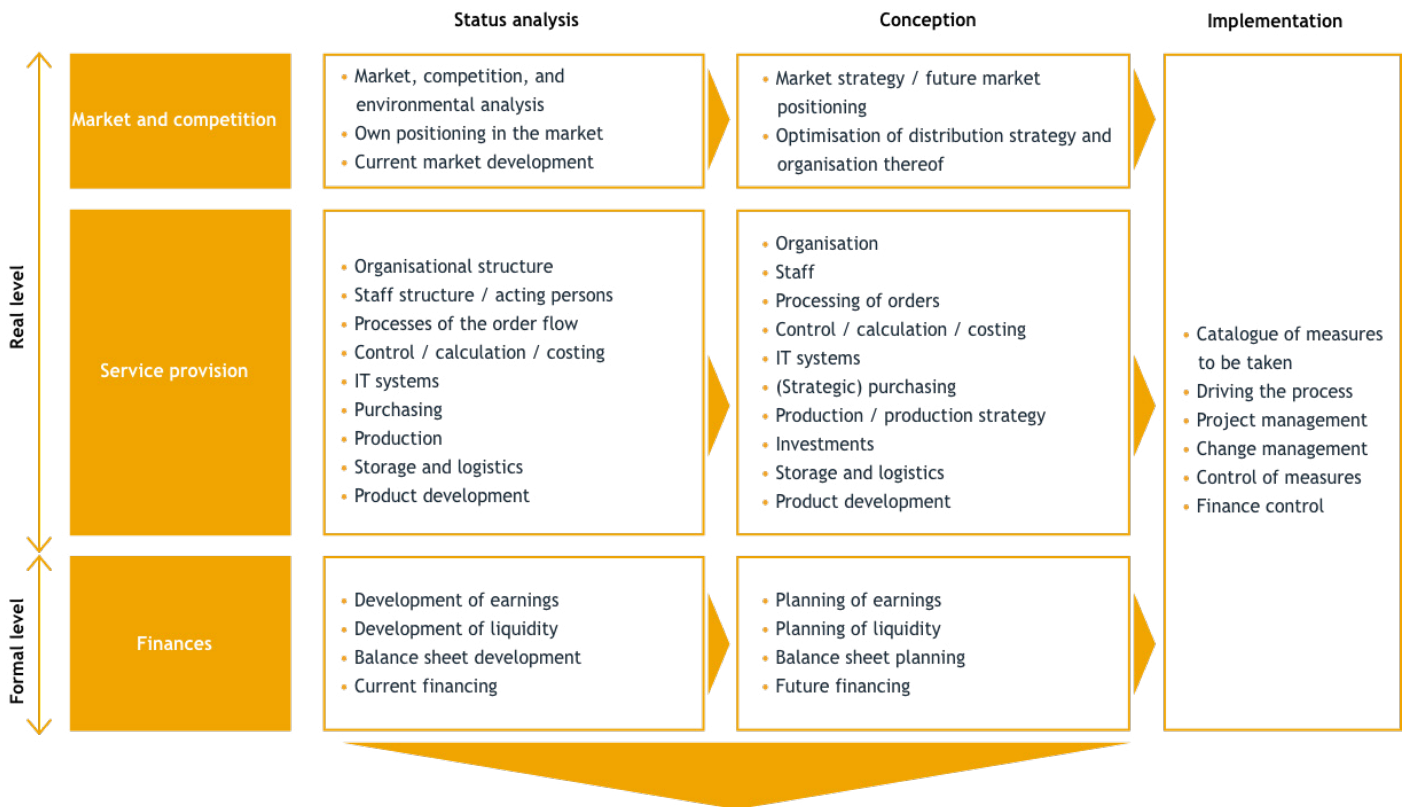 Status analysis
Conception
Implementation
Real level
Formal level
Market and competition
• Market, competition, and
environmental analysis
• Own positioning in the market
• Current market development
• Market strategy / future market
positioning
• Optimisation of distribution strategy and
organisation thereof
Service provision
• Organisational structure
• Staff structure / acting persons
• Processes of the order flow
• Control / calculation / costing
• IT systems
• Purchasing
• Production
• Storage and logistics
• Product development
• Organisation
• Staff
• Processing of orders
• Control / calculation / costing
• IT systems
• (Strategic) purchasing
• Production / production strategy
• Investments
• Storage and logistics
• Product development
Finances
• Development of earnings
• Development of liquidity
• Balance sheet development
• Current financing
• Planning of earnings
• Planning of liquidity
• Balance sheet planning
• Future financing
• Catalogue of measures
to be taken
• Driving the process
• Project management
• Change management
• Control of measures
• Finance control